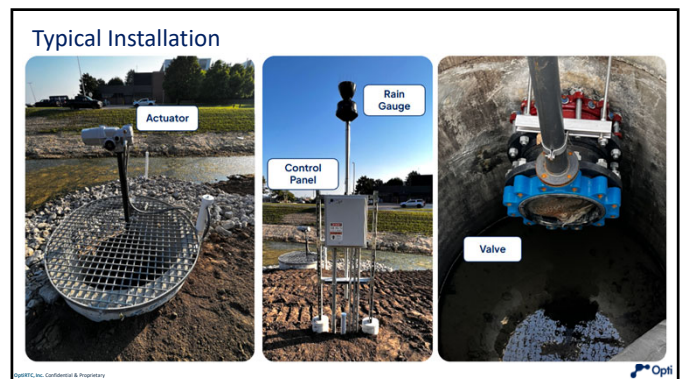 Typical Installation
Actuator
Rain
Gauge
Control
Panel
Valve
OptiRTC, Inc. Confidential & Proprietary
Opti